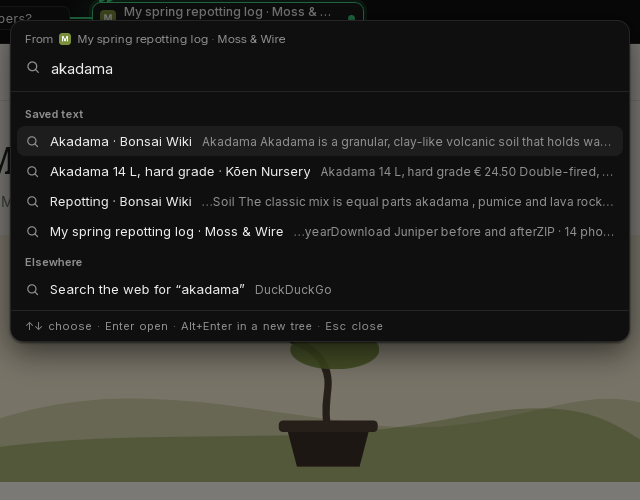 pers?
My spring repotting log · Moss & …
From M My spring repotting log · Moss & Wire
akadama
Saved text
Akadama · Bonsai Wiki Akadama Akadama is a granular, clay-like volcanic soil that holds wa…
Akadama 14 L, hard grade · Kōen Nursery Akadama 14 L, hard grade € 24.50 Double-fired, …
Repotting · Bonsai Wiki …Soil The classic mix is equal parts akadama , pumice and lava rock…
My spring repotting log · Moss & Wire …yearDownload Juniper before and afterZIP · 14 pho…
Elsewhere
Search the web for “akadama” DuckDuckGo
↑↓ choose · Enter open · Alt+Enter in a new tree · Esc close